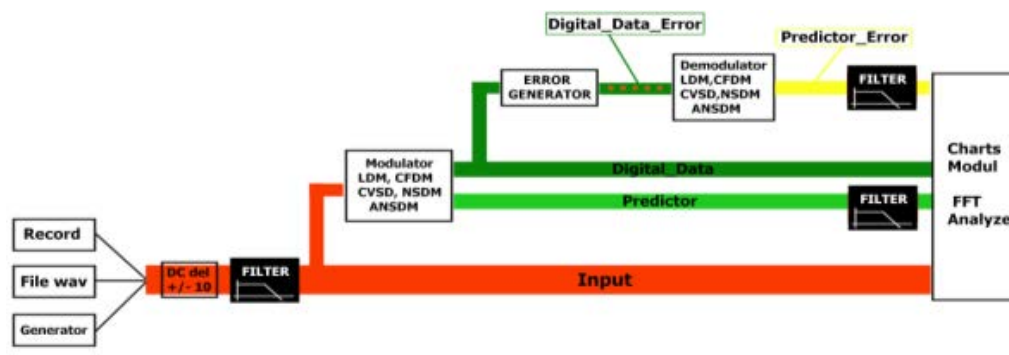 Digital_Data_Error
Predictor_Error
ERROR
GENERATOR
Demodulator
LDM,CFDM
CVSD,NSDM
ANSDM
FILTER
Charts
Modul
FFT
Analyze
Modulator
LDM, CFDM
CVSD, NSDM
ANSDM
Digital_Data
Predictor
FILTER
Record
File wav
Generator
DC del
+/- 10
FILTER
Input